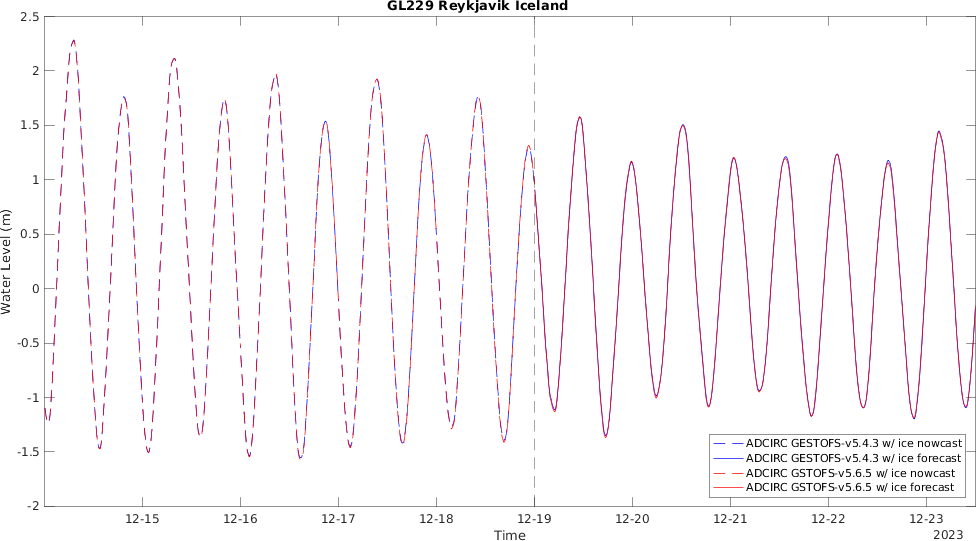 GL229 Reykjavik Iceland
2.5
2
1.5
1
0.5
0
-0.5
-1
-1.5
-2
Water Level (m)
12-15 12-16 12-17 12-18 12-19 12-20 12-21 12-22 12-23
Time
2023
ADCIRC GESTOFS-v5.4.3 w/ ice nowcast
ADCIRC GESTOFS-v5.4.3 w/ ice forecast
ADCIRC GSTOFS-v5.6.5 w/ ice nowcast
ADCIRC GSTOFS-v5.6.5 w/ ice forecast